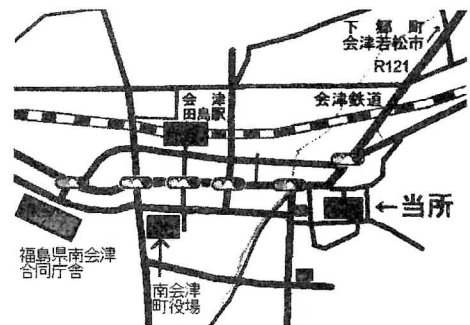 下郷町
会津若松市
R121
会津
田島駅
会津鉄道
←当所
福島県南会津
合同庁舎
南会津
町役場